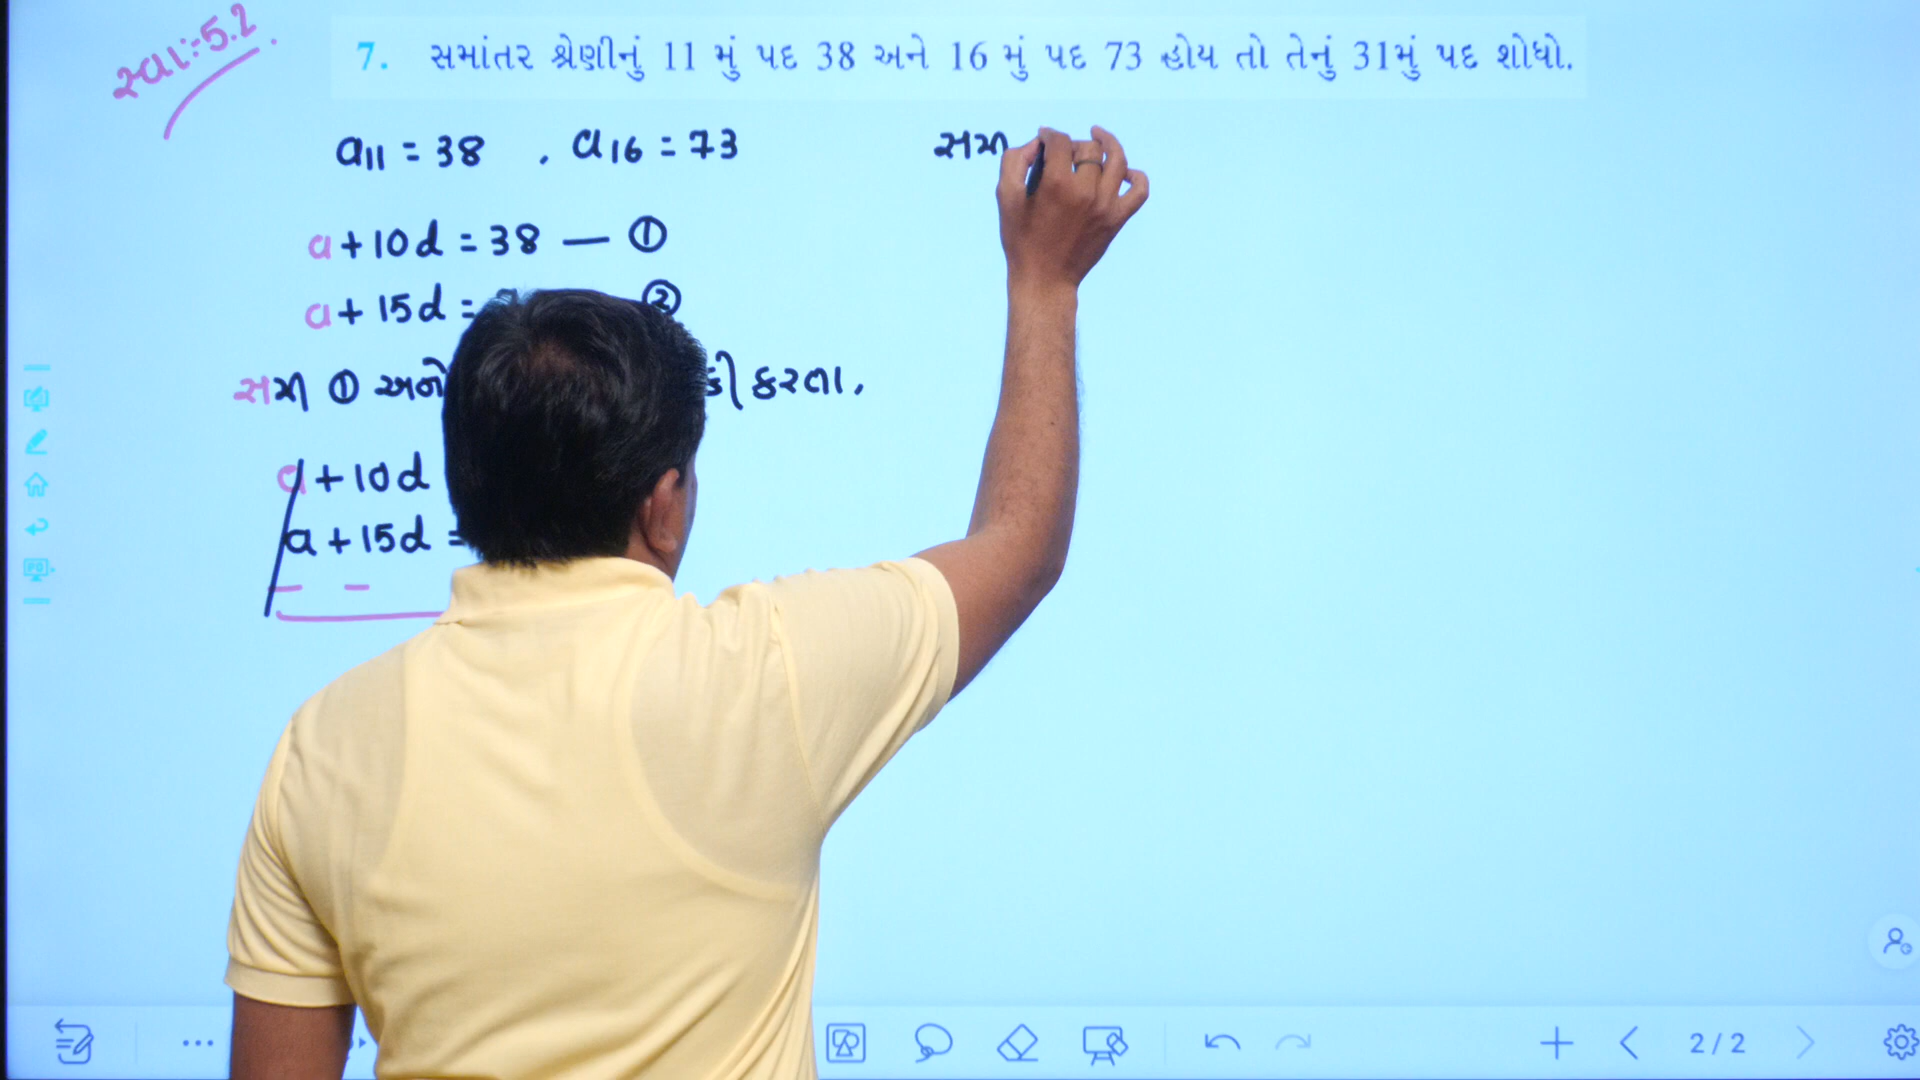 સ્વા:-5.2
7. સમાંતર શ્રેણીનું 11 મું પદ 38 અને 16 મું પદ 73 હોય તો તેનું 31મું પદ શોધો.
a11 = 38 , a16 = 73
a + 10d = 38 — ①
a + 15d = ②
સમી ① અને કરતા,
a + 10d
a + 15d =
– –
સમી
2/2